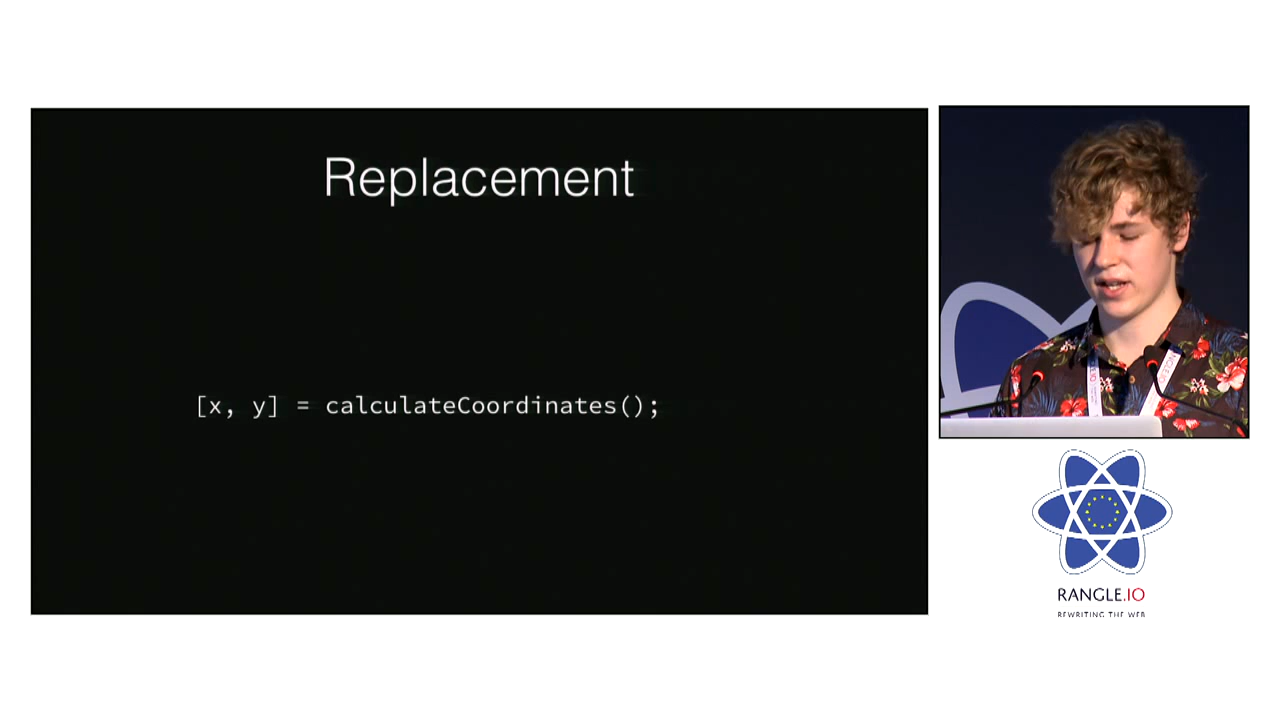 Replacement
[x, y] = calculateCoordinates();
RANGLE.IO
REWRITING THE WEB